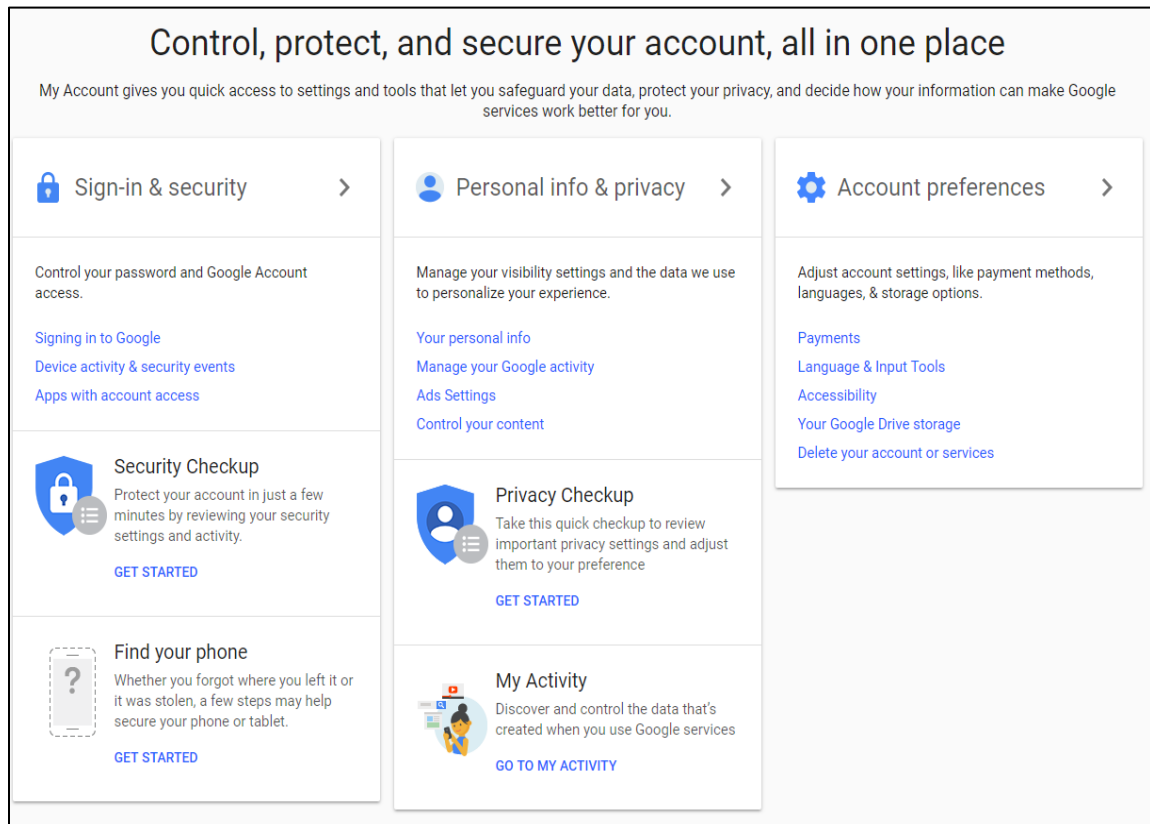 Control, protect, and secure your account, all in one place
My Account gives you quick access to settings and tools that let you safeguard your data, protect your privacy, and decide how your information can make Google
services work better for you.
Sign-in & security
Control your password and Google Account
access.
Signing in to Google
Device activity & security events
Apps with account access
Security Checkup
Protect your account in just a few
minutes by reviewing your security
settings and activity.
GET STARTED
Find your phone
Whether you forgot where you left it or
it was stolen, a few steps may help
secure your phone or tablet.
GET STARTED
Personal info & privacy
Manage your visibility settings and the data we use
to personalize your experience.
Your personal info
Manage your Google activity
Ads Settings
Control your content
Privacy Checkup
Take this quick checkup to review
important privacy settings and adjust
them to your preference
GET STARTED
My Activity
Discover and control the data that's
created when you use Google services
GO TO MY ACTIVITY
Account preferences
Adjust account settings, like payment methods,
languages, & storage options.
Payments
Language & Input Tools
Accessibility
Your Google Drive storage
Delete your account or services